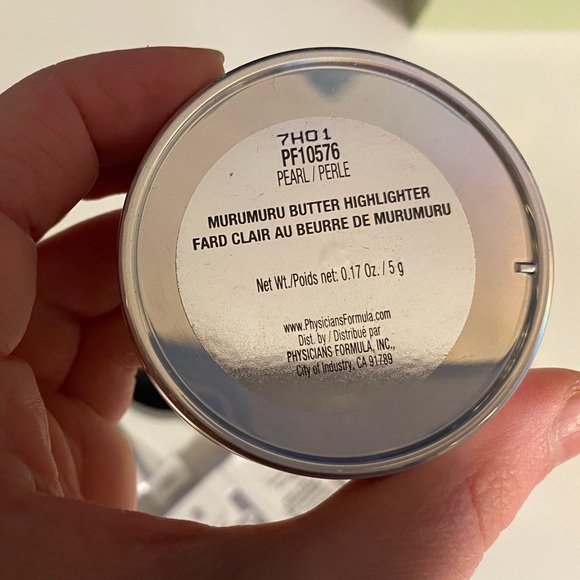 7H01
PF10576
PEARL / PERLE
MURUMURU BUTTER HIGHLIGHTER
FARD CLAIR AU BEURRE DE MURUMURU
Net Wt./Poids net: 0.17 Oz. / 5 g
www.PhysiciansFormula.com
Dist. by / Distribué par
PHYSICIANS FORMULA, INC.,
City of Industry, CA 91789